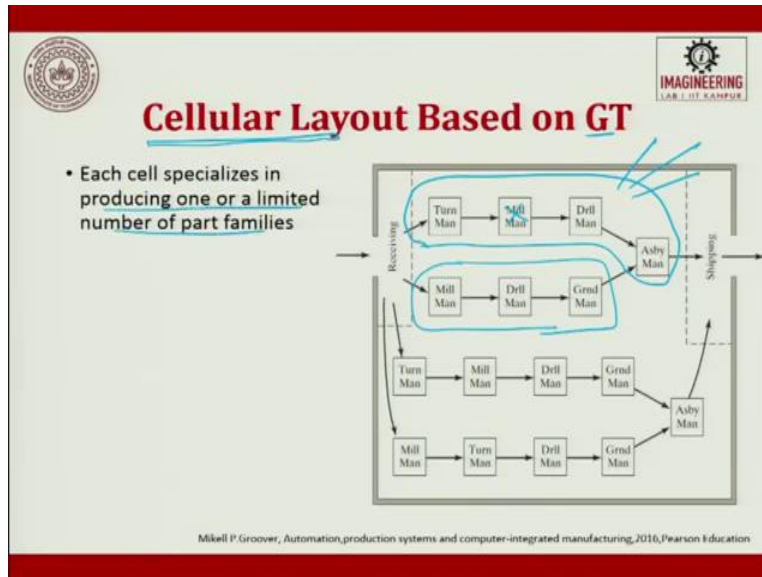 IMAGINEERING
LAB | IIT KANPUR
Cellular Layout Based on GT
• Each cell specializes in
producing one or a limited
number of part families
Receiving
Turn
Man
Mill
Man
Drll
Man
Asby
Man
Shipping
Mill
Man
Drll
Man
Grnd
Man
Turn
Man
Mill
Man
Drll
Man
Grnd
Man
Asby
Man
Mill
Man
Turn
Man
Drll
Man
Grnd
Man
Mikell P.Groover, Automation,production systems and computer-integrated manufacturing,2016,Pearson Education